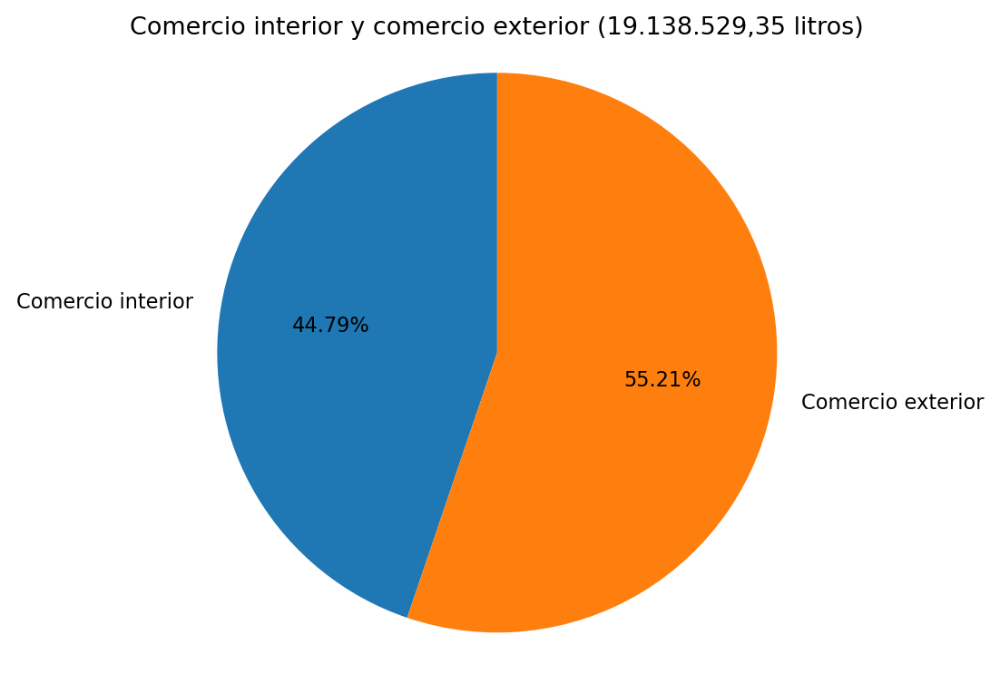 Comercio interior y comercio exterior (19.138.529,35 litros)
Comercio interior
44.79%
55.21%
Comercio exterior